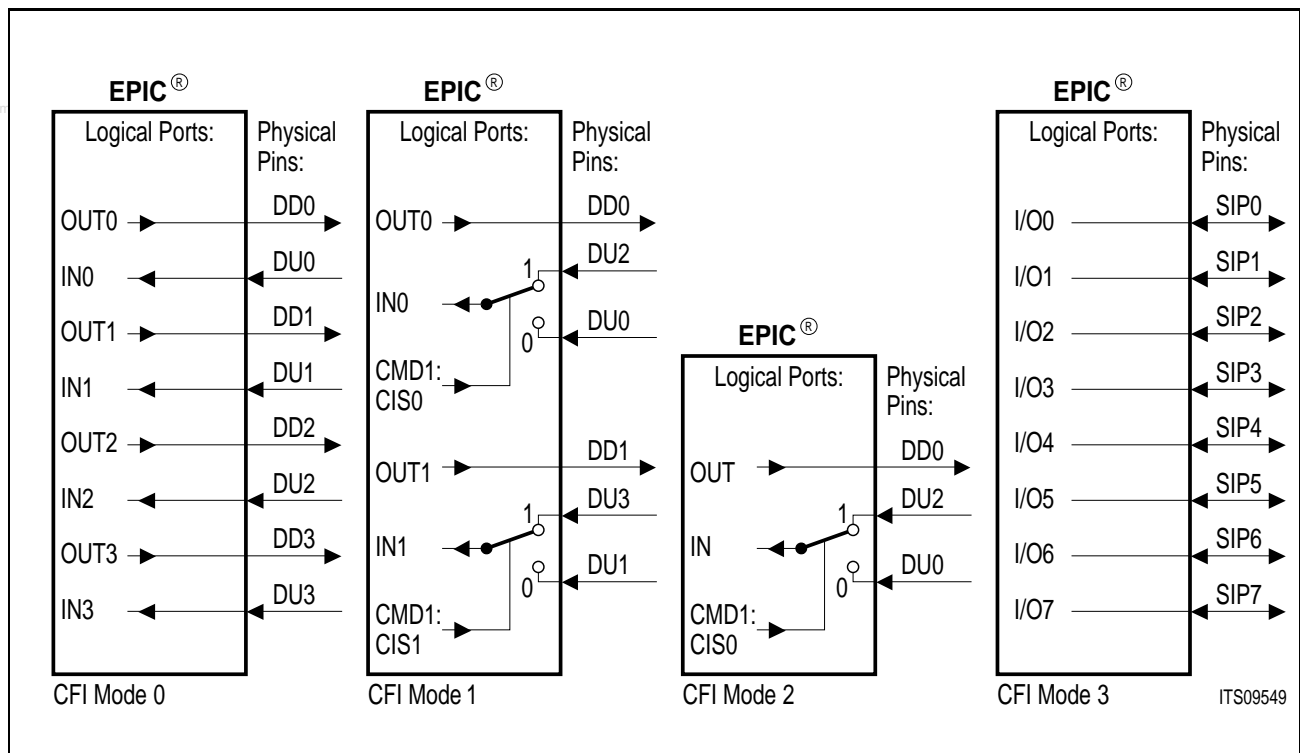 EPIC®
Logical Ports:
Physical
Pins:
OUT0
DD0
IN0
DU0
OUT1
DD1
IN1
DU1
OUT2
DD2
IN2
DU2
OUT3
DD3
IN3
DU3
CFI Mode 0
EPIC®
Logical Ports:
Physical
Pins:
OUT0
DD0
1
DU2
IN0
0
DU0
CMD1:
CIS0
OUT1
DD1
1
DU3
IN1
0
DU1
CMD1:
CIS1
CFI Mode 1
EPIC®
Logical Ports:
Physical
Pins:
OUT
DD0
1
DU2
IN
0
DU0
CMD1:
CIS0
CFI Mode 2
EPIC®
Logical Ports:
Physical
Pins:
I/O0
SIP0
I/O1
SIP1
I/O2
SIP2
I/O3
SIP3
I/O4
SIP4
I/O5
SIP5
I/O6
SIP6
I/O7
SIP7
CFI Mode 3
ITS09549